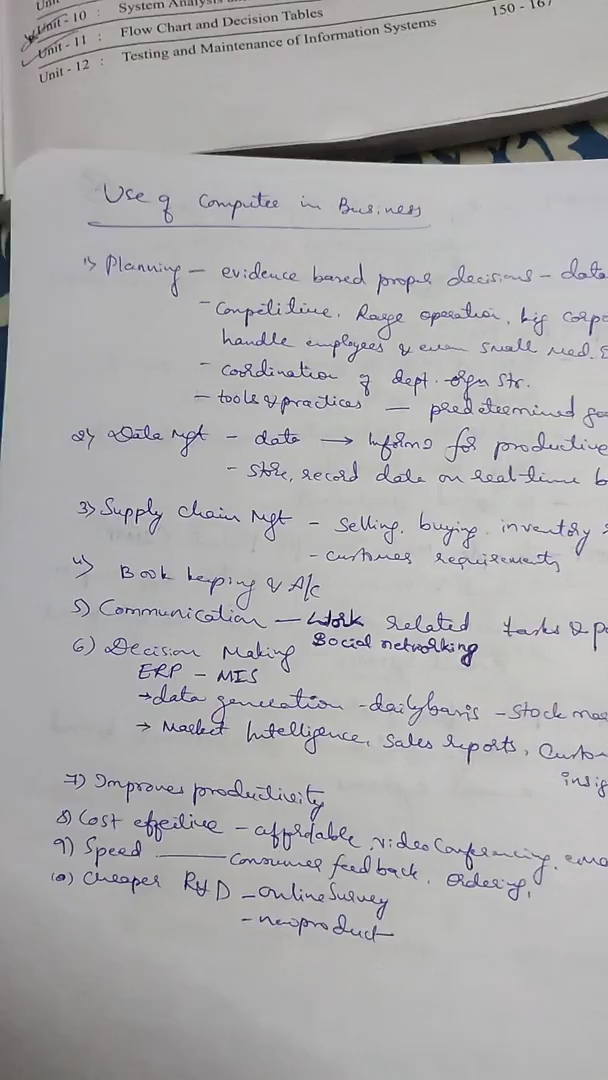 Unit
Unit - 10 : System Analysis
Unit - 11 : Flow Chart and Decision Tables
Unit - 12 : Testing and Maintenance of Information Systems
150 - 167
Use of Computer in Business
1) Planning - evidence based proper decisions - data
- competitive, large operation, big corpo
handle employees & even small med.
- coordination of dept. orgn str.
- tools & practices - predetermined go
2) Data Mgt - data → informs for productive
- store, record data on real-time b
3) Supply chain Mgt - selling, buying, inventory
- customer requirements
4) Book keeping & A/c
5) Communication - work related tasks & p
Social networking
6) Decision Making
ERP - MIS
→ data generation - daily basis - stock mar
→ Market Intelligence, Sales reports, Custo
insig
7) Improves productivity
8) Cost effective - affordable, video conferencing, ema
9) Speed - consumer feedback, ordering,
10) Cheaper R&D - online Survey
- new product